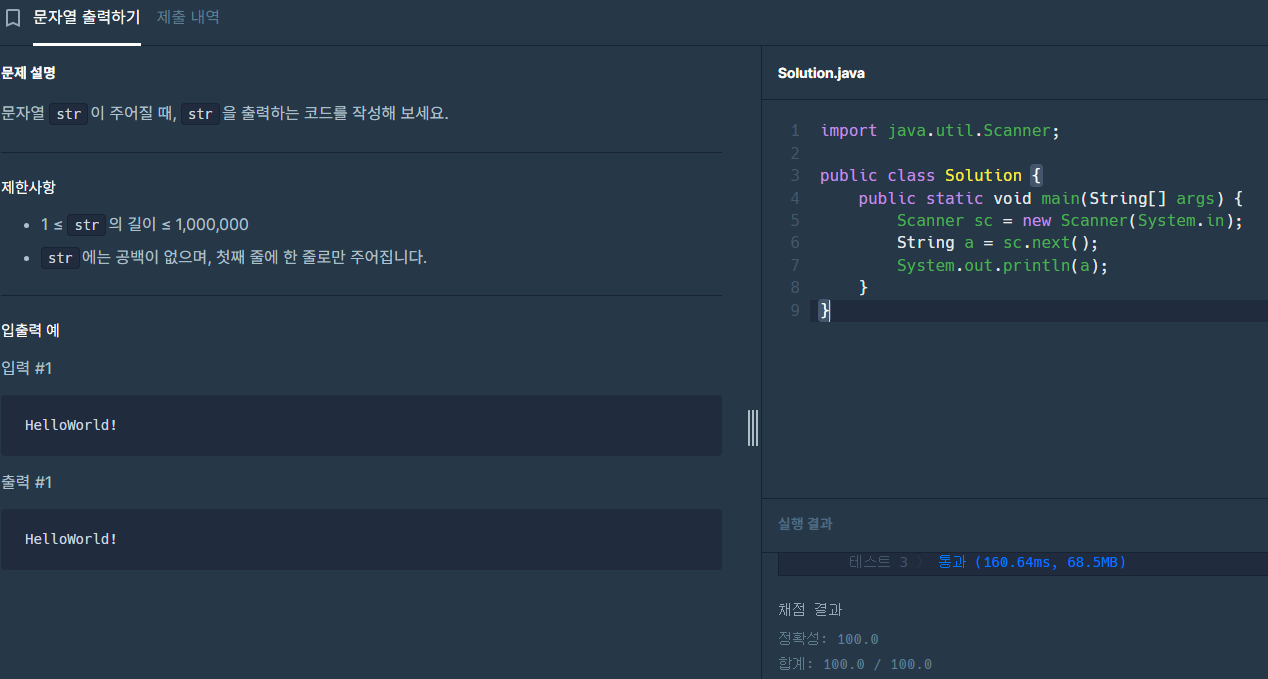 문자열 출력하기 제출 내역
문제 설명
문자열 str 이 주어질 때, str 을 출력하는 코드를 작성해 보세요.
제한사항
• 1 ≤ str 의 길이 ≤ 1,000,000
• str 에는 공백이 없으며, 첫째 줄에 한 줄로만 주어집니다.
입출력 예
입력 #1
HelloWorld!
출력 #1
HelloWorld!
Solution.java
1 import java.util.Scanner;
2
3 public class Solution {
4     public static void main(String[] args) {
5         Scanner sc = new Scanner(System.in);
6         String a = sc.next();
7         System.out.println(a);
8     }
9 }
실행 결과
테스트 3 〉 통과 (160.64ms, 68.5MB)
채점 결과
정확성: 100.0
합계: 100.0 / 100.0